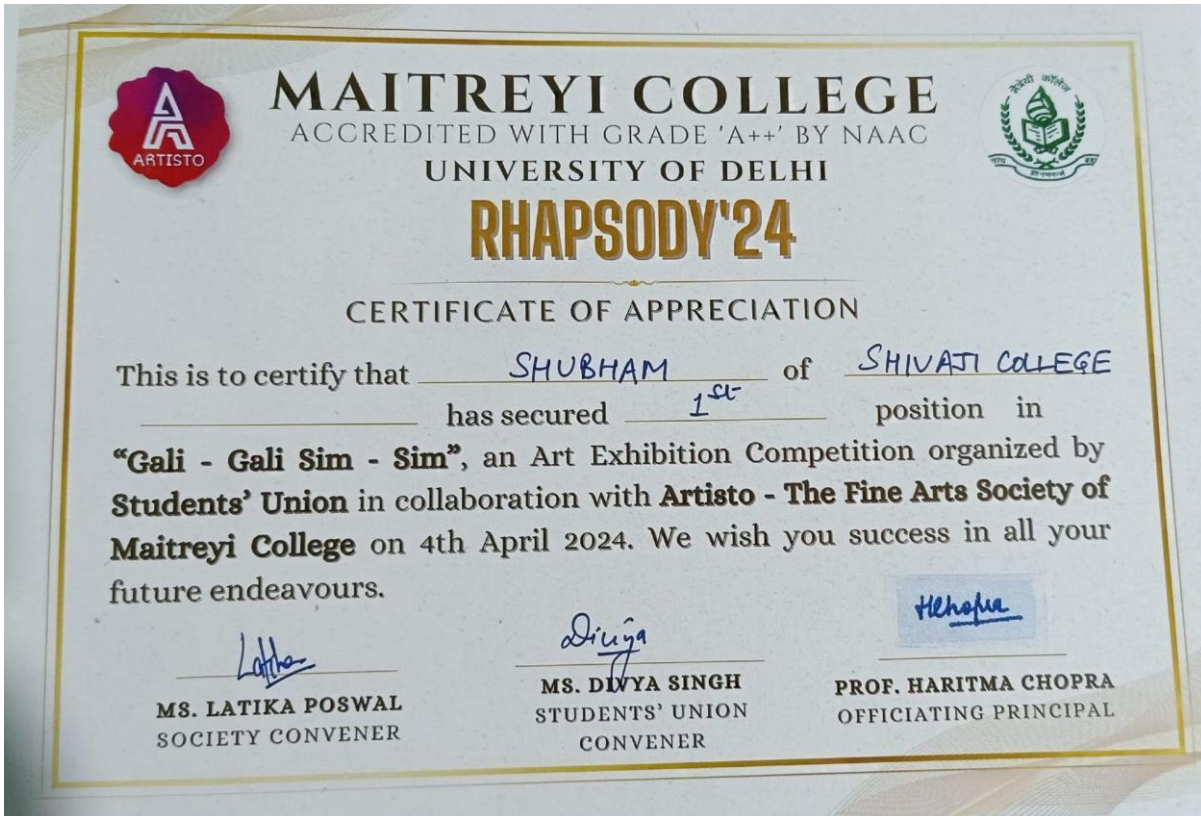 ARTISTO
MAITREYI COLLEGE
ACCREDITED WITH GRADE 'A++' BY NAAC
UNIVERSITY OF DELHI
RHAPSODY'24
मैत्रेयी कॉलेज
CERTIFICATE OF APPRECIATION
This is to certify that SHUBHAM of SHIVAJI COLLEGE
has secured 1st position in
“Gali - Gali Sim - Sim”, an Art Exhibition Competition organized by
Students’ Union in collaboration with Artisto - The Fine Arts Society of
Maitreyi College on 4th April 2024. We wish you success in all your
future endeavours.
Divya
HChopra
MS. LATIKA POSWAL
SOCIETY CONVENER
MS. DIVYA SINGH
STUDENTS’ UNION
CONVENER
PROF. HARITMA CHOPRA
OFFICIATING PRINCIPAL